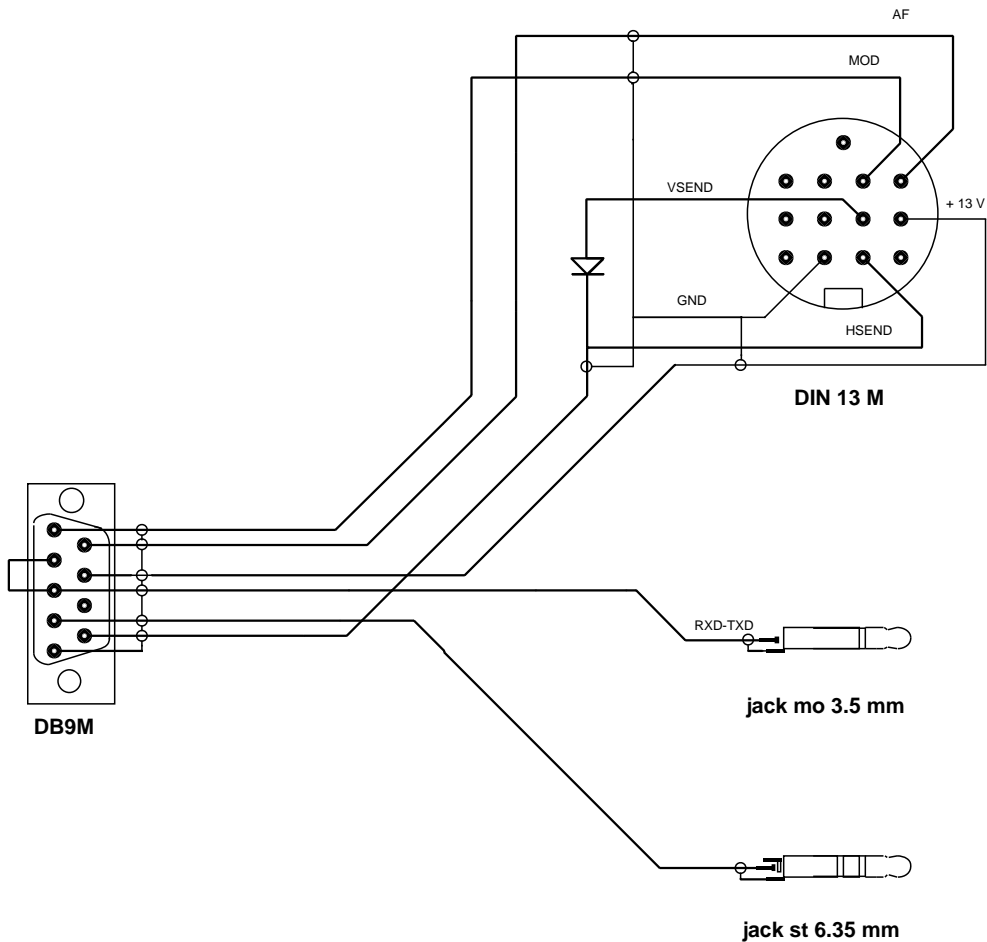 AF
MOD
VSEND
+ 13 V
GND
HSEND
DIN 13 M
RXD-TXD
jack mo 3.5 mm
DB9M
jack st 6.35 mm